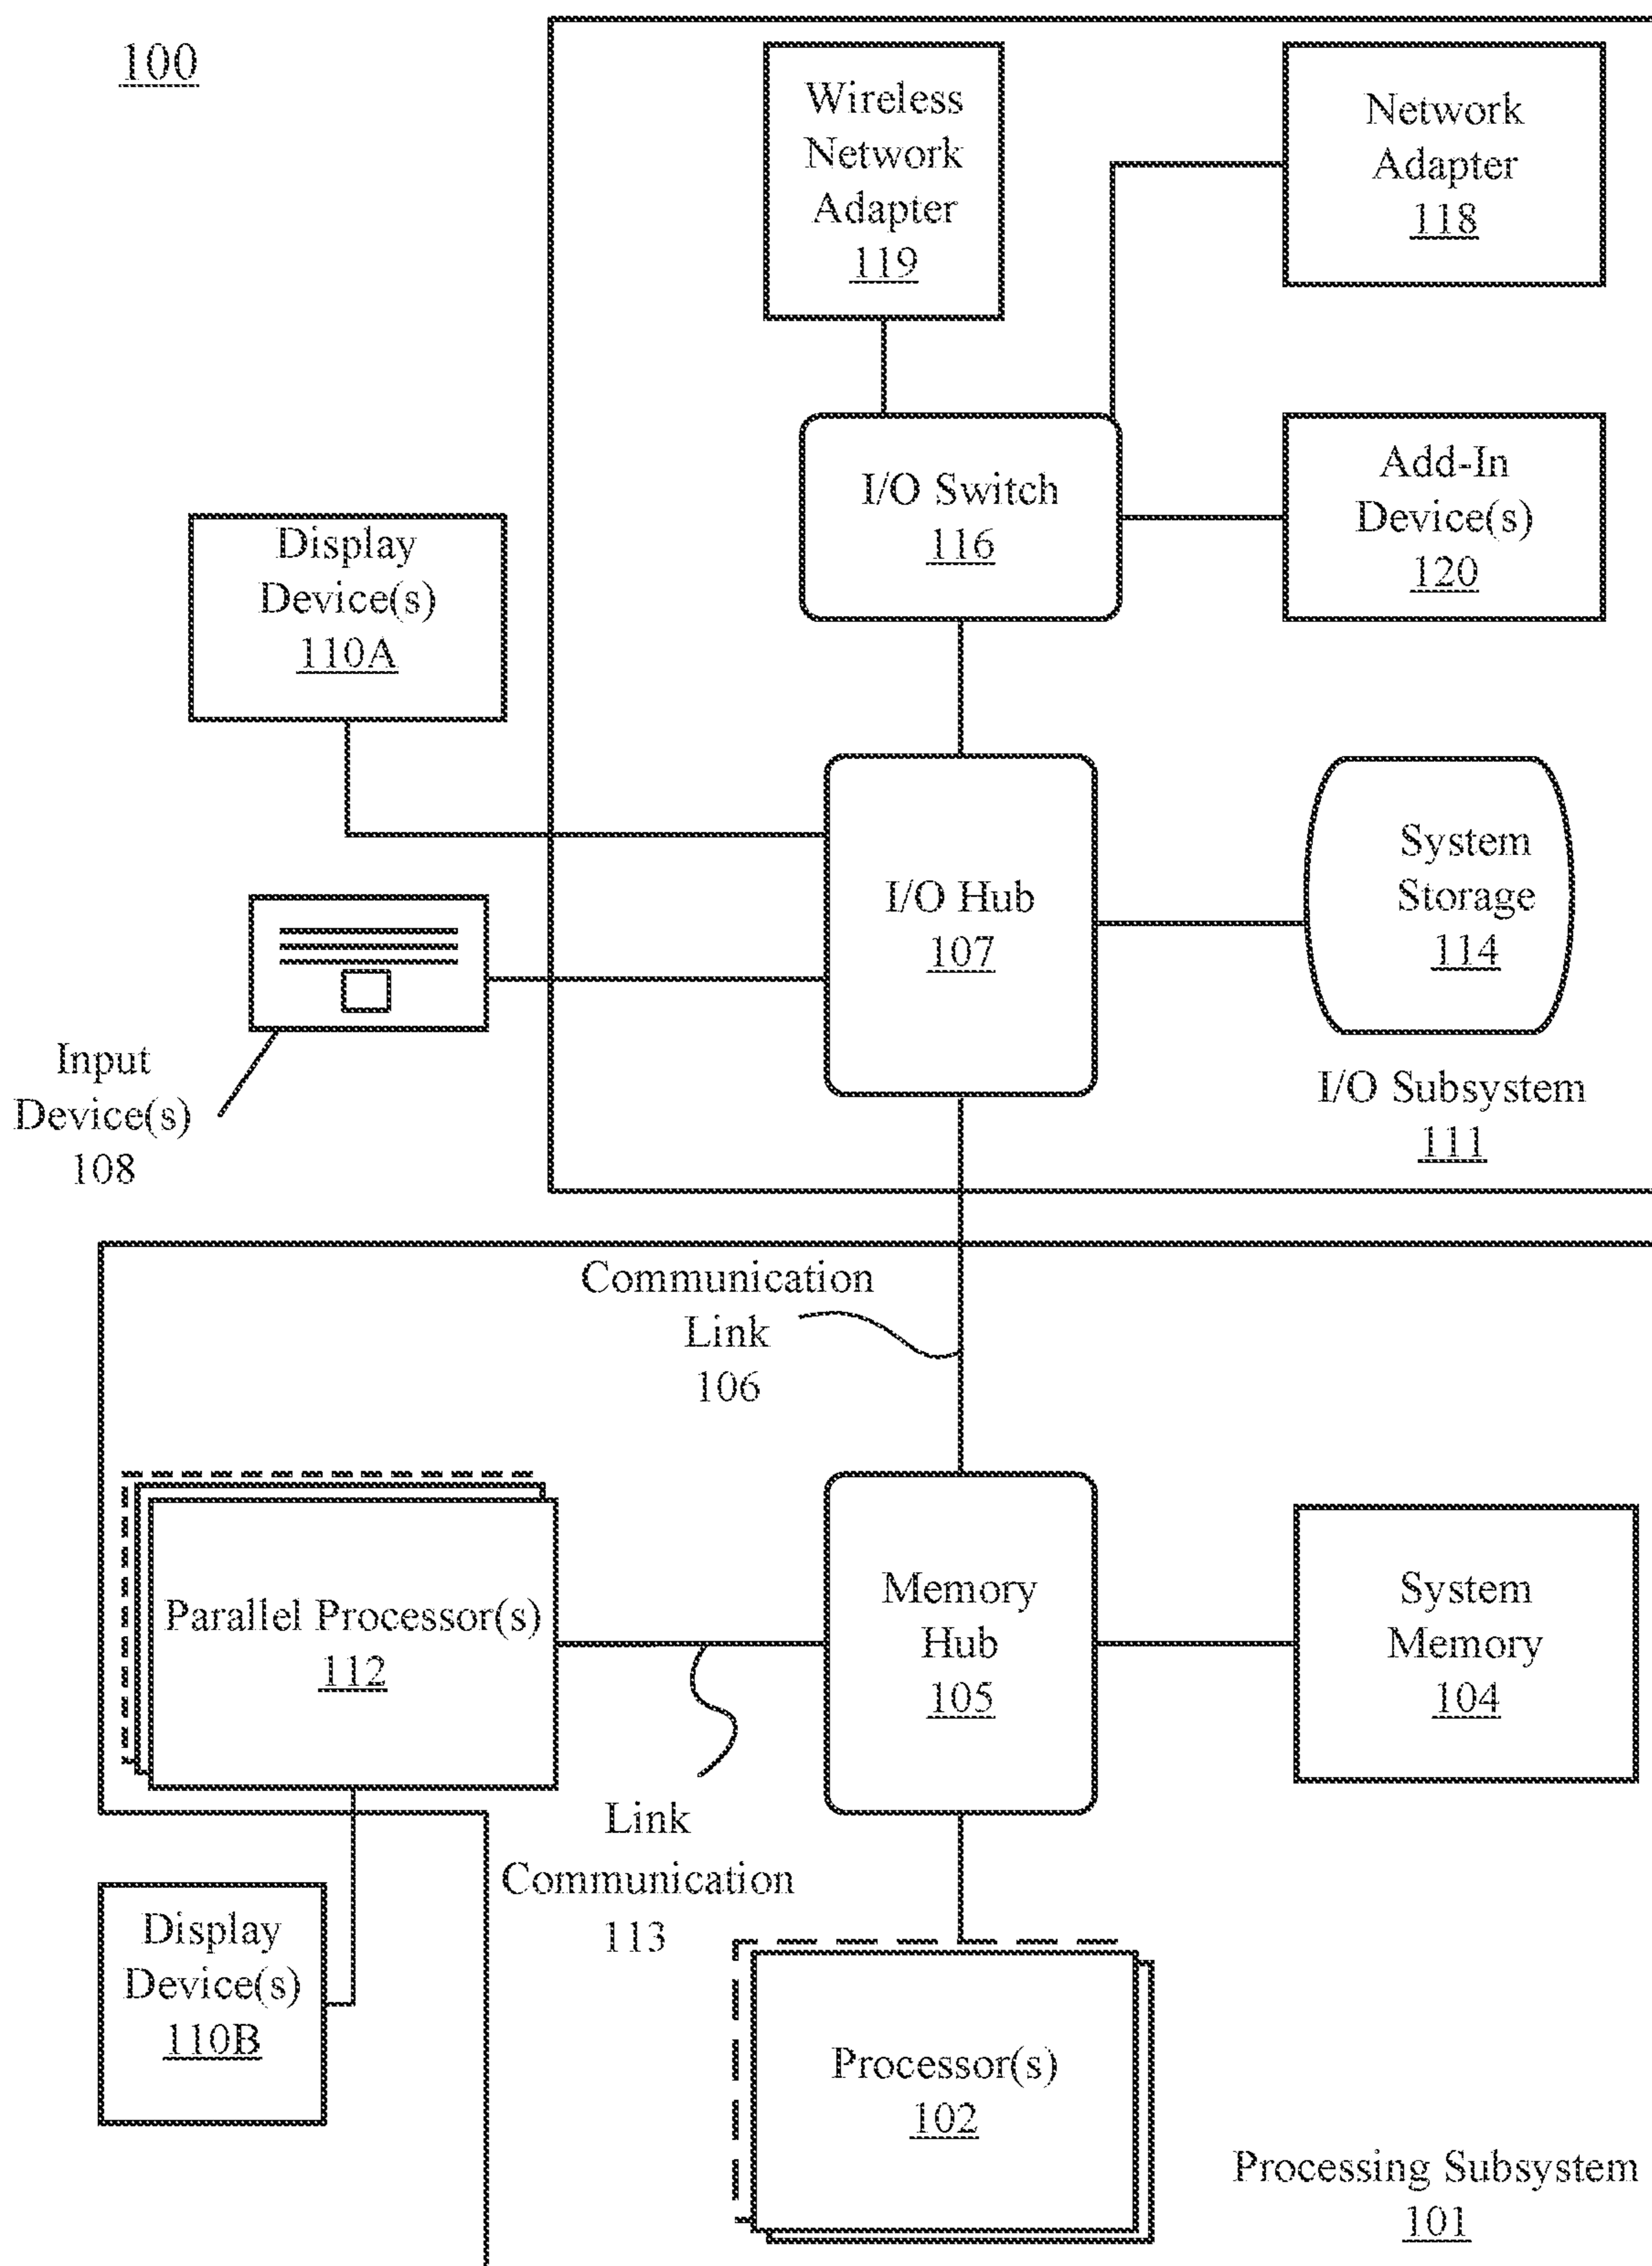 100
Wireless
Network
Adapter
119
Network
Adapter
118
I/O Switch
116
Add-In
Device(s)
120
Display
Device(s)
110A
I/O Hub
107
System
Storage
114
Input
Device(s)
108
I/O Subsystem
111
Communication
Link
106
Parallel Processor(s)
112
Memory
Hub
105
System
Memory
104
Link
Communication
113
Display
Device(s)
110B
Processor(s)
102
Processing Subsystem
101